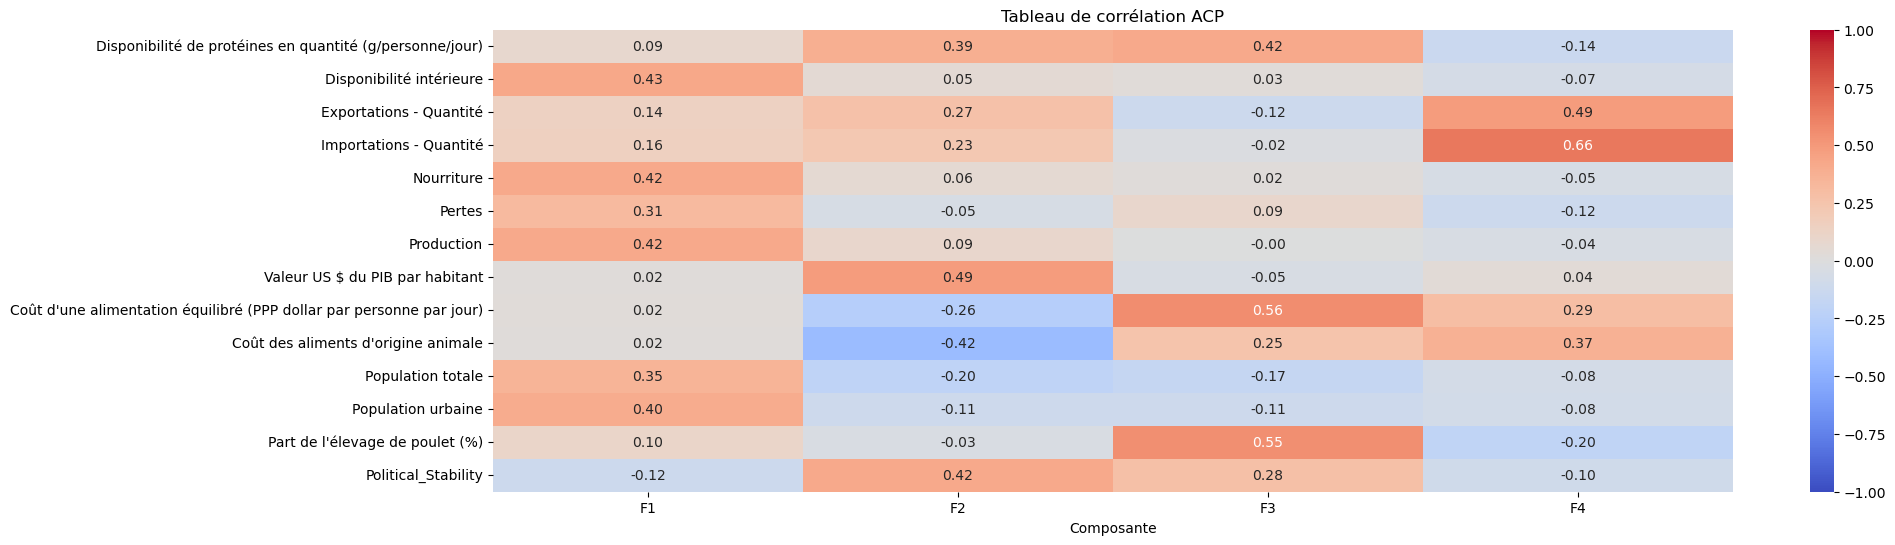 Tableau de corrélation ACP
Disponibilité de protéines en quantité (g/personne/jour) 0.09 0.39 0.42 -0.14
Disponibilité intérieure 0.43 0.05 0.03 -0.07
Exportations - Quantité 0.14 0.27 -0.12 0.49
Importations - Quantité 0.16 0.23 -0.02 0.66
Nourriture 0.42 0.06 0.02 -0.05
Pertes 0.31 -0.05 0.09 -0.12
Production 0.42 0.09 -0.00 -0.04
Valeur US $ du PIB par habitant 0.02 0.49 -0.05 0.04
Coût d'une alimentation équilibré (PPP dollar par personne par jour) 0.02 -0.26 0.56 0.29
Coût des aliments d'origine animale 0.02 -0.42 0.25 0.37
Population totale 0.35 -0.20 -0.17 -0.08
Population urbaine 0.40 -0.11 -0.11 -0.08
Part de l'élevage de poulet (%) 0.10 -0.03 0.55 -0.20
Political_Stability -0.12 0.42 0.28 -0.10
F1 F2 F3 F4
Composante
1.00
0.75
0.50
0.25
0.00
−0.25
−0.50
−0.75
−1.00